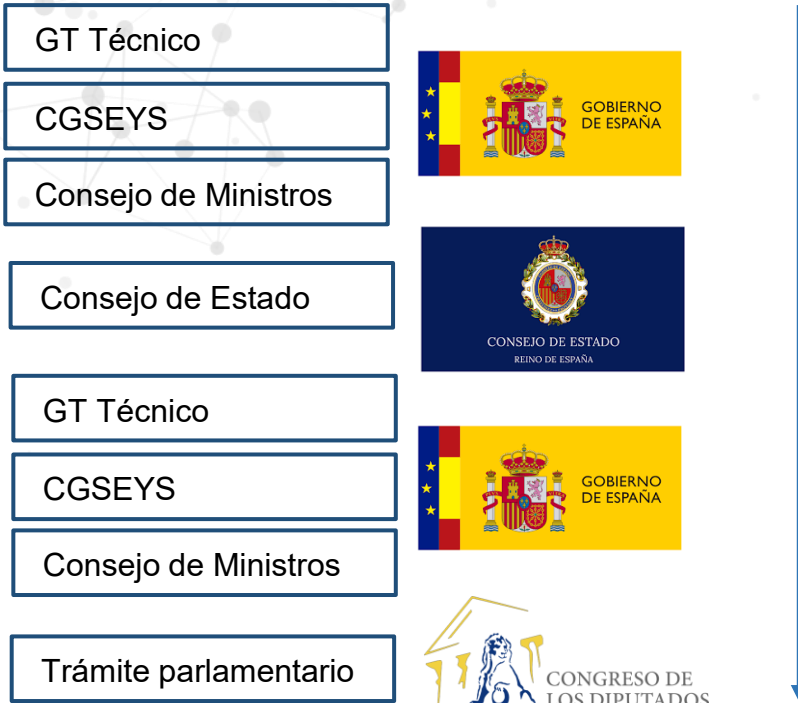 GT Técnico
CGSEYS
Consejo de Ministros
GOBIERNO
DE ESPAÑA
Consejo de Estado
CONSEJO DE ESTADO
REINO DE ESPAÑA
GT Técnico
CGSEYS
Consejo de Ministros
GOBIERNO
DE ESPAÑA
Trámite parlamentario
CONGRESO DE
LOS DIPUTADOS